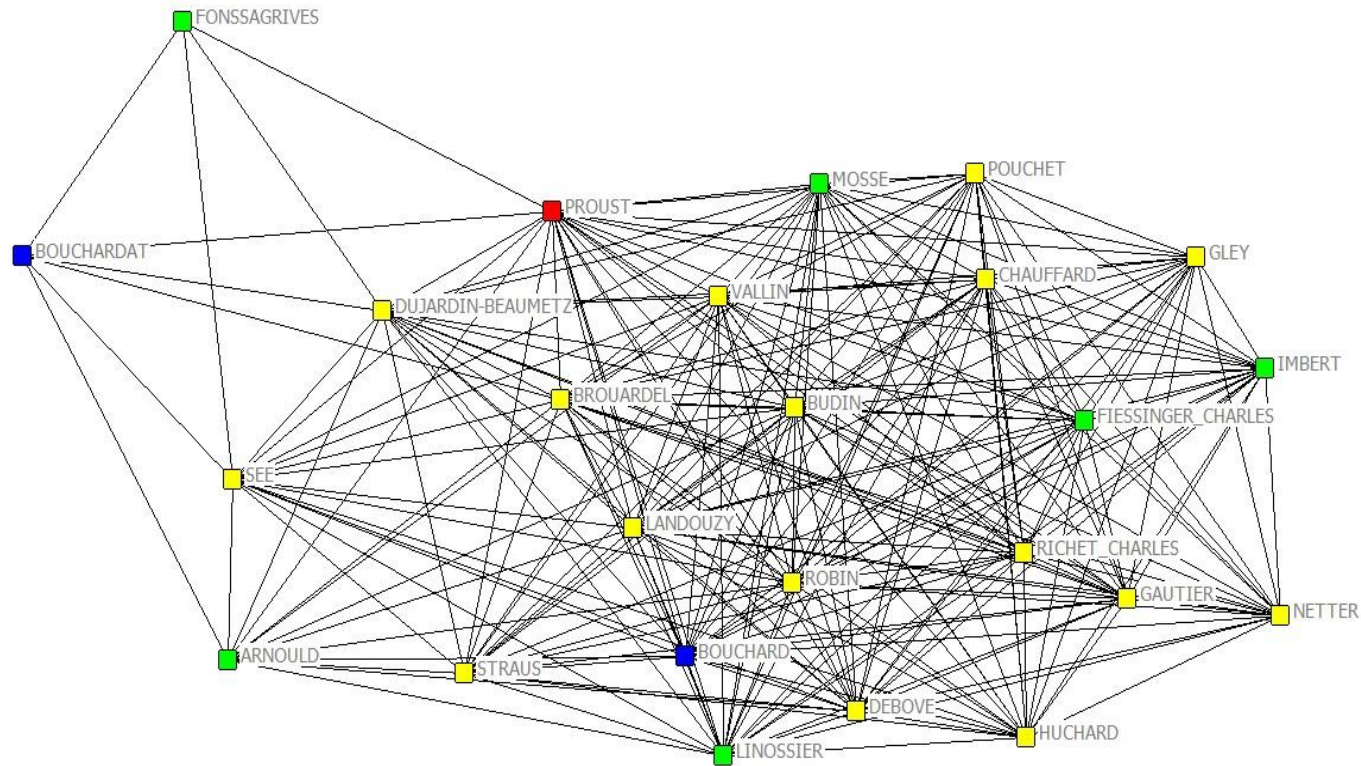 FONSSAGRIVES
POUCHET
MOSSE
PROUST
BOUCHARDAT
GLEY
CHAUFFARD
VALLIN
DUJARDIN-BEAUMETZ
IMBERT
BROUARDEL
BUDIN
FIESSINGER_CHARLES
SEE
LANDOUZY
RICHET_CHARLES
ROBIN
GAUTIER
NETTER
BOUCHARD
ARNOULD
STRAUS
DEBOVE
HUCHARD
LINOSSIER